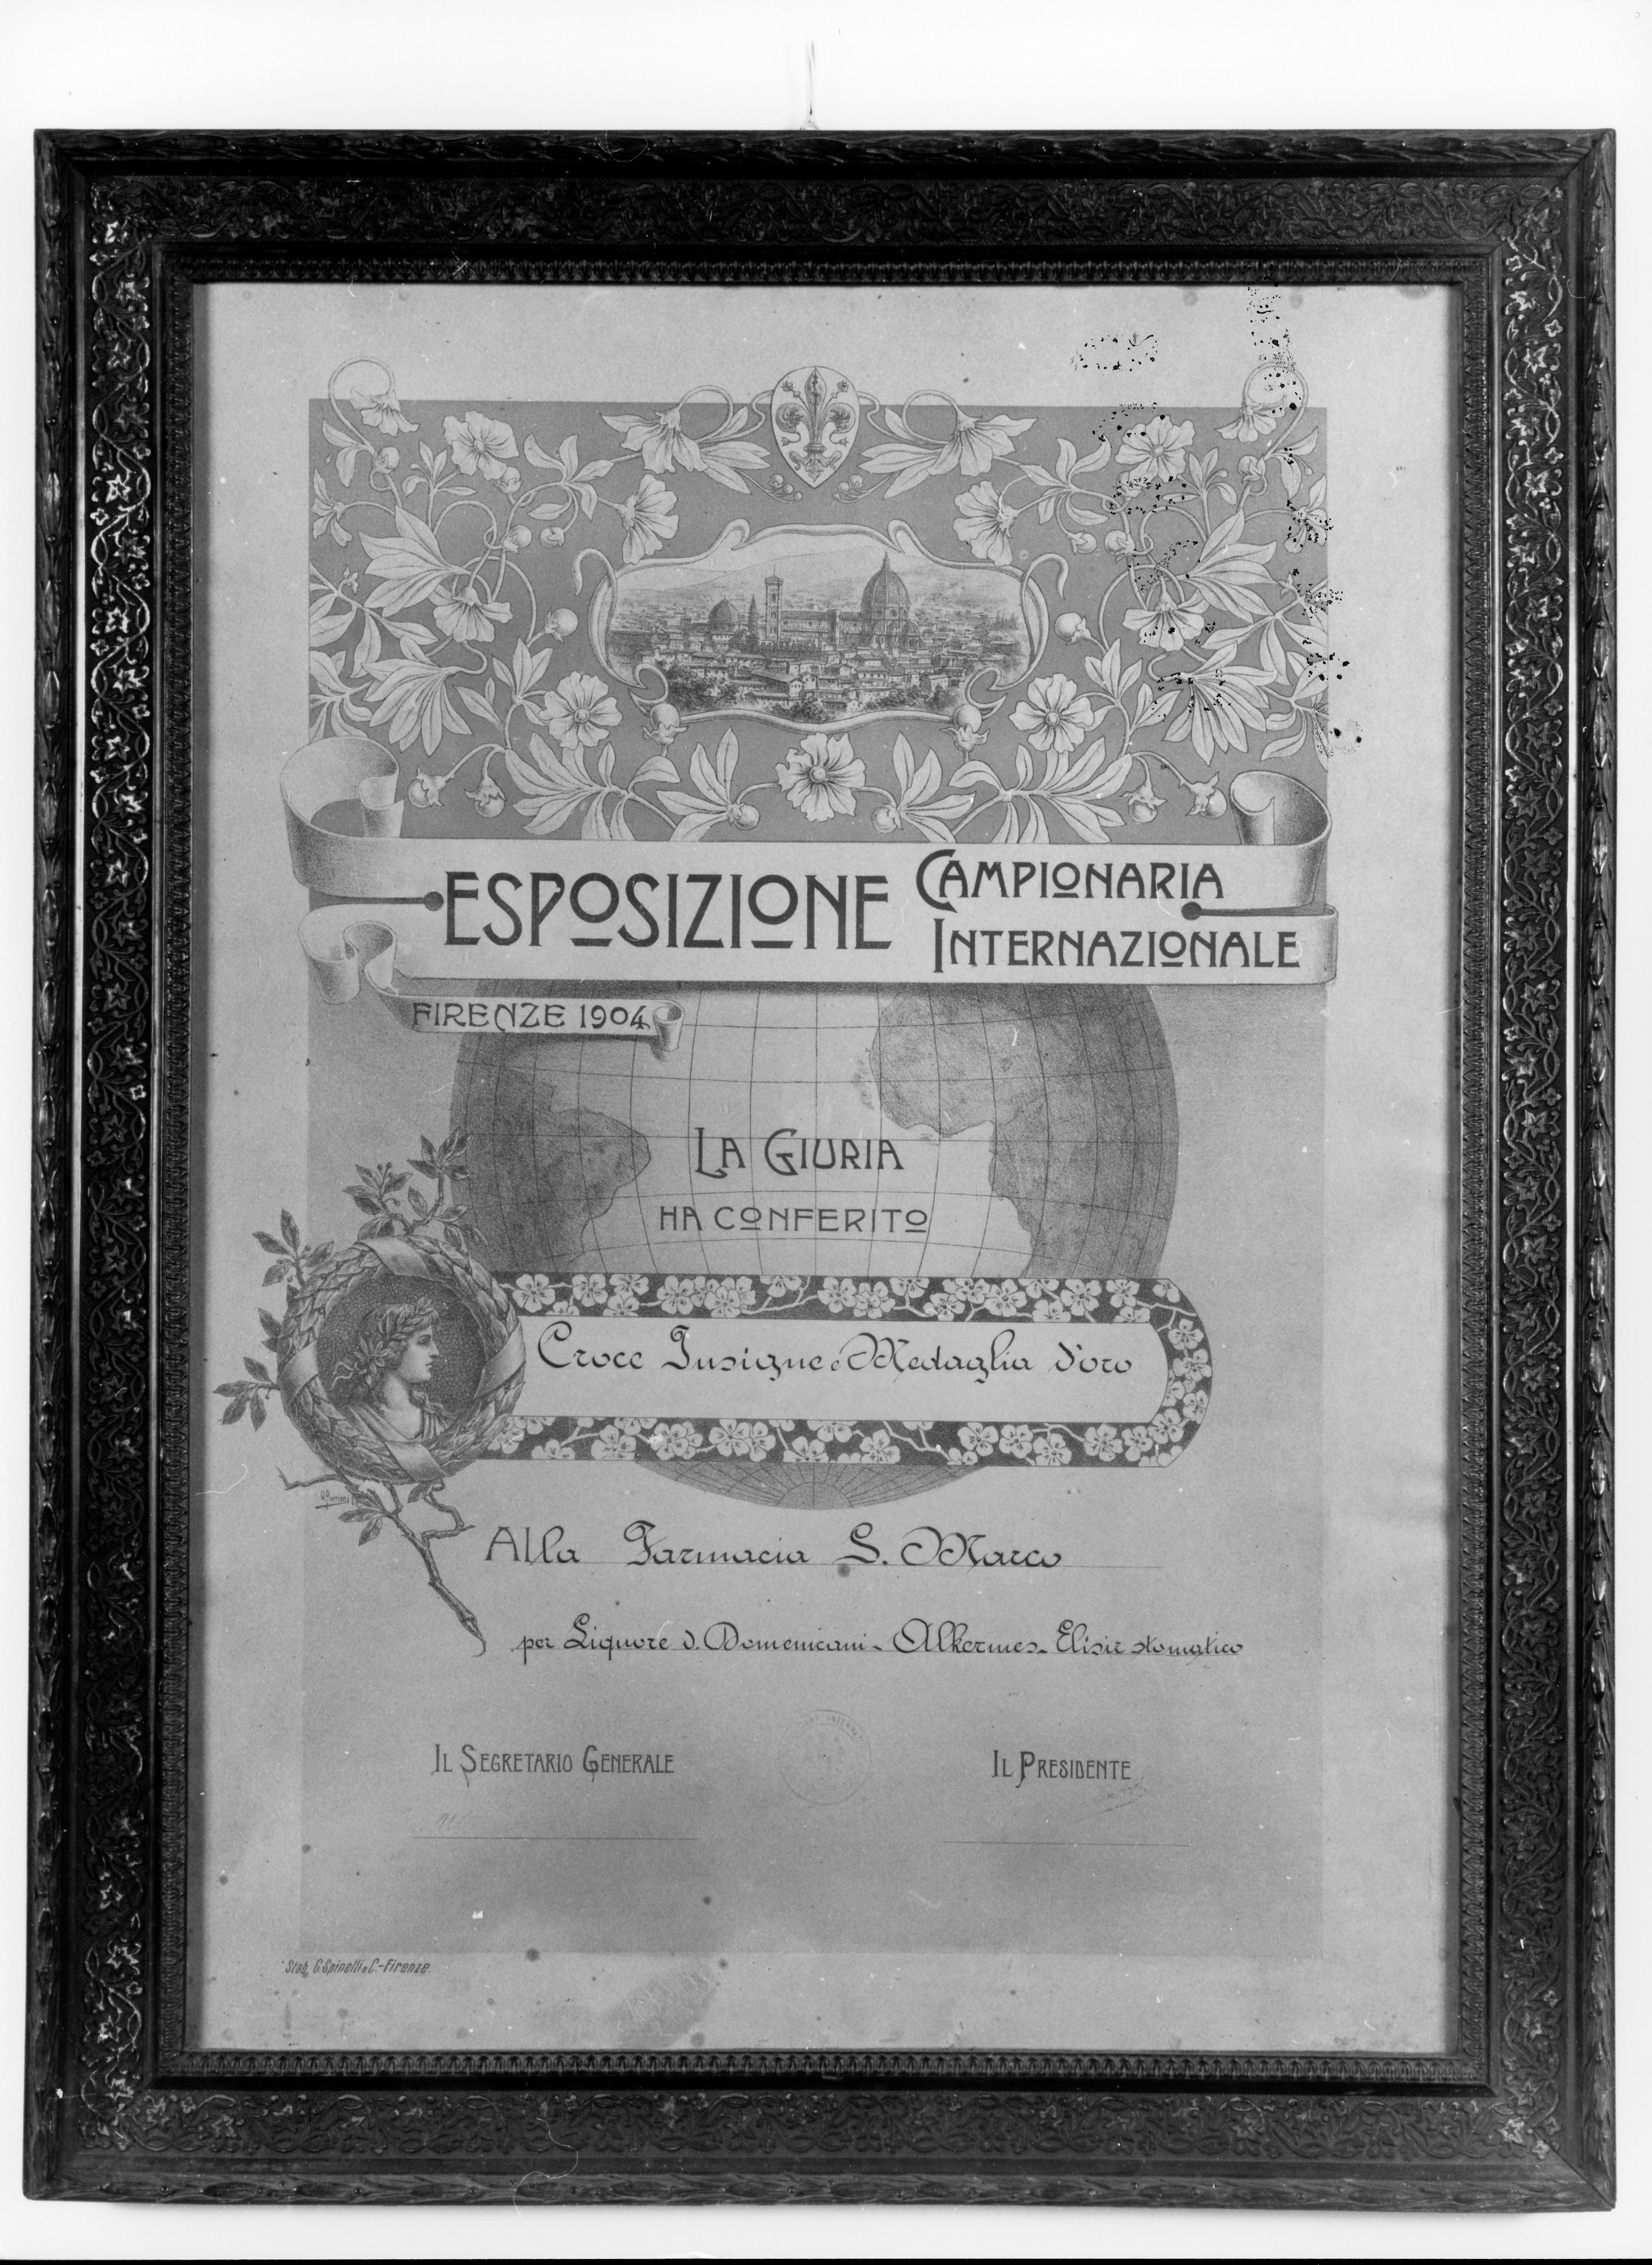 ESPOSIZIONE CAMPIONARIA
INTERNAZIONALE
FIRENZE 1904
LA GIURIA
HA CONFERITO
Croce Insigne e Medaglia d'oro
Alla Farmacia S. Marco
per Liquore d. Domenicani - Alkermes - Elisir stomatico
IL SEGRETARIO GENERALE
IL PRESIDENTE
Stab. G. Spinelli e C. - Firenze